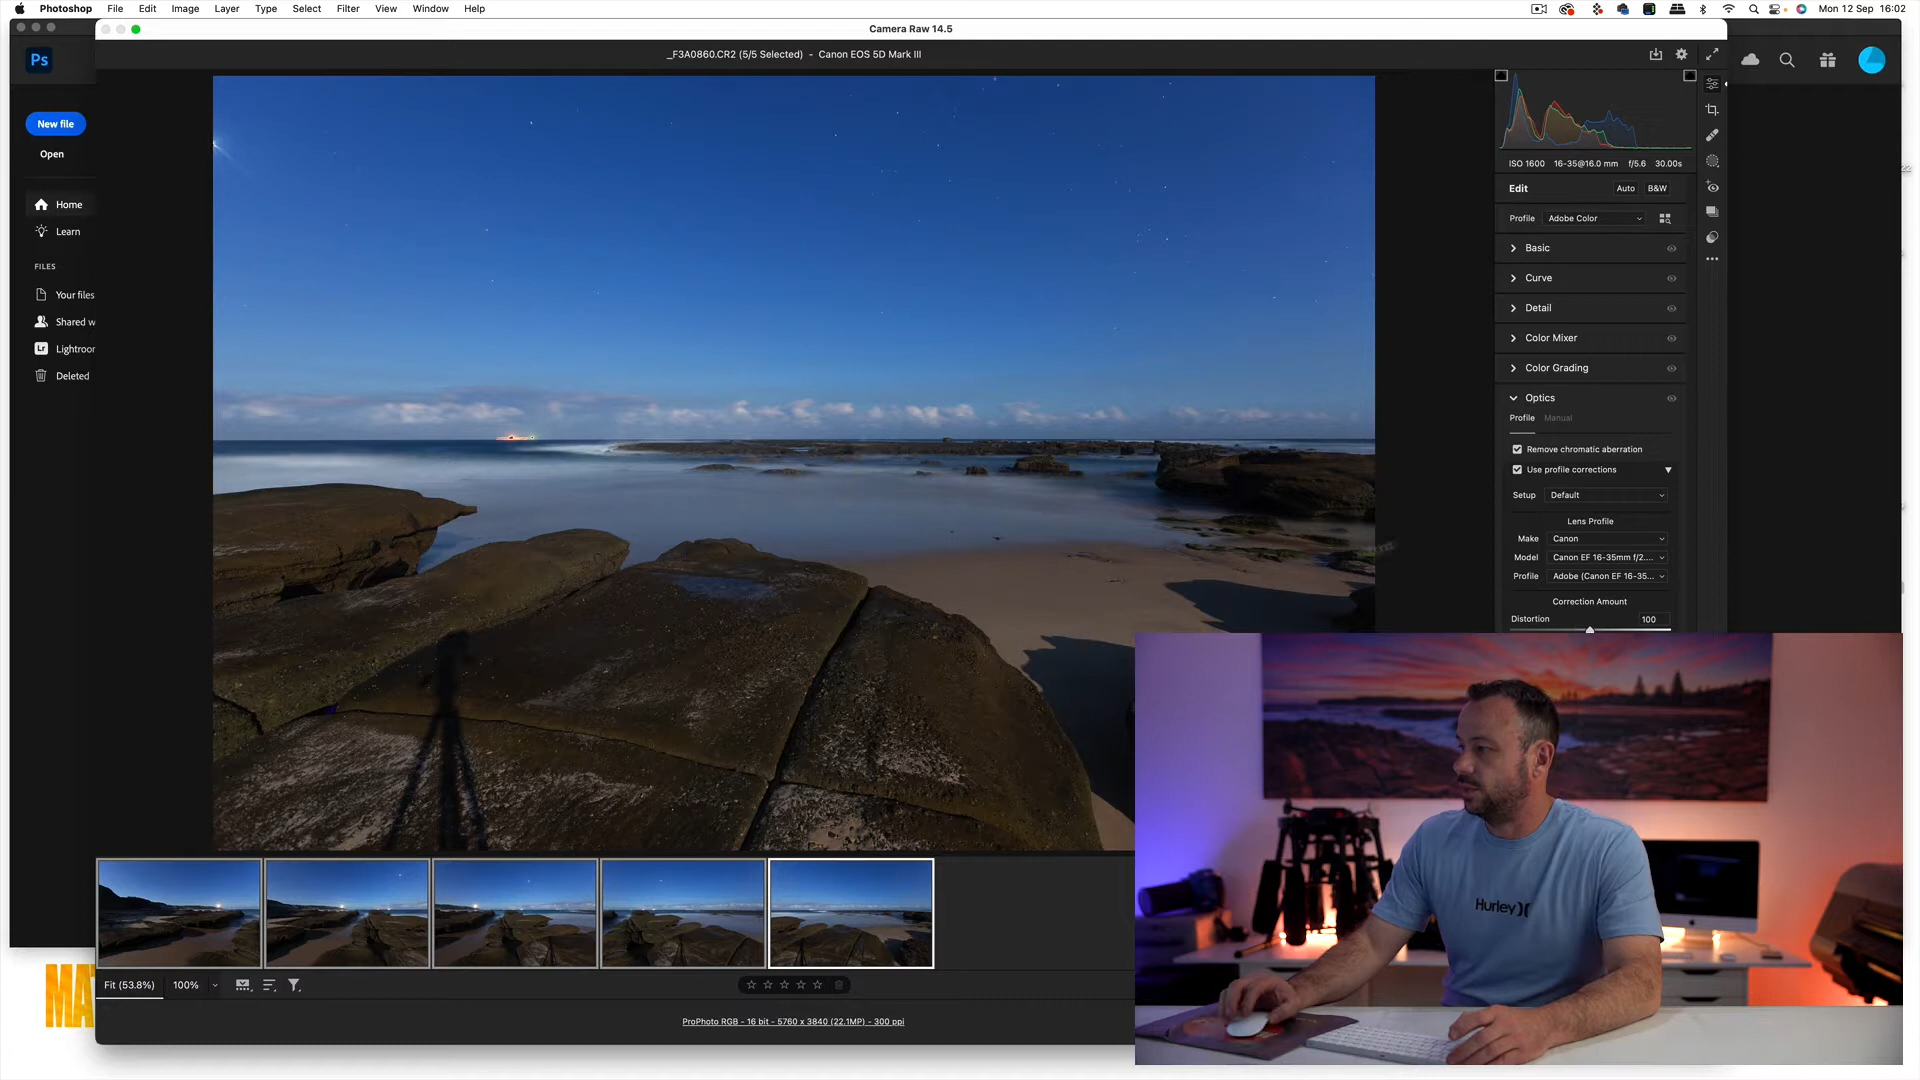 Photoshop File Edit Image Layer Type Select Filter View Window Help
Mon 12 Sep 16:02
Camera Raw 14.5
_F3A0860.CR2 (5/5 Selected) - Canon EOS 5D Mark III
Ps
New file
Open
Home
Learn
FILES
Your files
Shared w
Lr Lightroom
Deleted
ISO 1600 16-35@16.0 mm f/5.6 30.00s
Edit Auto B&W
Profile Adobe Color
Basic
Curve
Detail
Color Mixer
Color Grading
Optics
Profile Manual
Remove chromatic aberration
Use profile corrections
Setup Default
Lens Profile
Make Canon
Model Canon EF 16-35mm f/2....
Profile Adobe (Canon EF 16-35...
Correction Amount
Distortion 100
Hurley
Fit (53.8%) 100%
MA
ProPhoto RGB - 16 bit - 5760 x 3840 (22.1MP) - 300 ppi